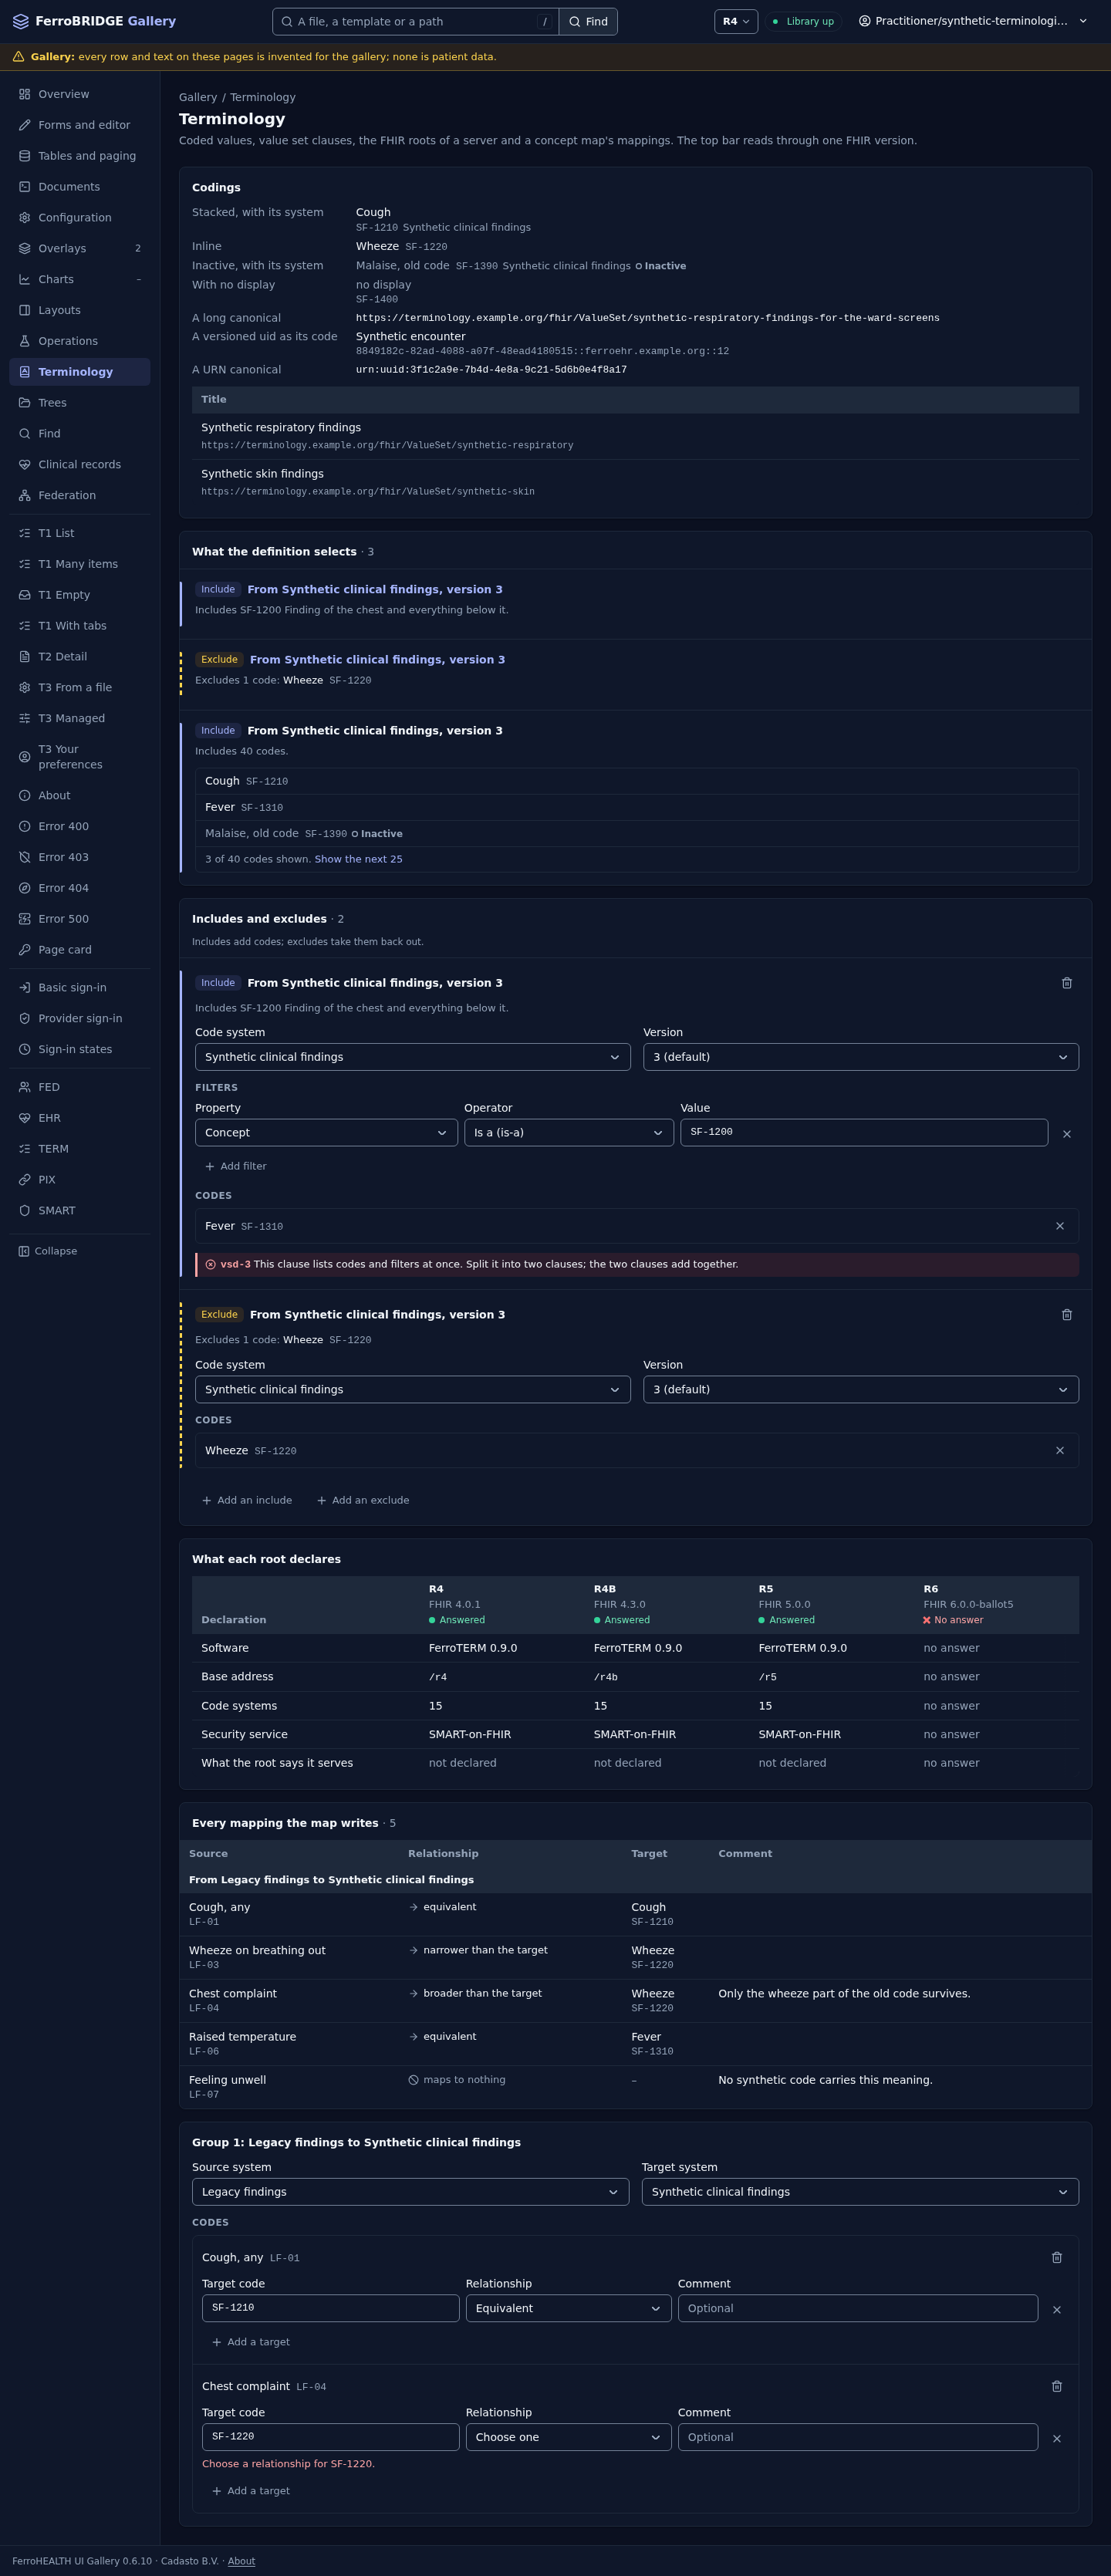 FerroBRIDGE Gallery
A file, a template or a path
/
Find
R4
Library up
Practitioner/synthetic-terminologi…
Gallery: every row and text on these pages is invented for the gallery; none is patient data.
Overview
Forms and editor
Tables and paging
Documents
Configuration
Overlays 2
Charts –
Layouts
Operations
Terminology
Trees
Find
Clinical records
Federation
T1 List
T1 Many items
T1 Empty
T1 With tabs
T2 Detail
T3 From a file
T3 Managed
T3 Your
preferences
About
Error 400
Error 403
Error 404
Error 500
Page card
Basic sign-in
Provider sign-in
Sign-in states
FED
EHR
TERM
PIX
SMART
Collapse
Gallery / Terminology
Terminology
Coded values, value set clauses, the FHIR roots of a server and a concept map's mappings. The top bar reads through one FHIR version.
Codings
Stacked, with its system Cough
SF-1210 Synthetic clinical findings
Inline Wheeze SF-1220
Inactive, with its system Malaise, old code SF-1390 Synthetic clinical findings Inactive
With no display no display
SF-1400
A long canonical https://terminology.example.org/fhir/ValueSet/synthetic-respiratory-findings-for-the-ward-screens
A versioned uid as its code Synthetic encounter
8849182c-82ad-4088-a07f-48ead4180515::ferroehr.example.org::12
A URN canonical urn:uuid:3f1c2a9e-7b4d-4e8a-9c21-5d6b0e4f8a17
Title
Synthetic respiratory findings
https://terminology.example.org/fhir/ValueSet/synthetic-respiratory
Synthetic skin findings
https://terminology.example.org/fhir/ValueSet/synthetic-skin
What the definition selects · 3
Include From Synthetic clinical findings, version 3
Includes SF-1200 Finding of the chest and everything below it.
Exclude From Synthetic clinical findings, version 3
Excludes 1 code: Wheeze SF-1220
Include From Synthetic clinical findings, version 3
Includes 40 codes.
Cough SF-1210
Fever SF-1310
Malaise, old code SF-1390 Inactive
3 of 40 codes shown. Show the next 25
Includes and excludes · 2
Includes add codes; excludes take them back out.
Include From Synthetic clinical findings, version 3
Includes SF-1200 Finding of the chest and everything below it.
Code system Version
Synthetic clinical findings 3 (default)
FILTERS
Property Operator Value
Concept Is a (is-a) SF-1200
Add filter
CODES
Fever SF-1310
vsd-3 This clause lists codes and filters at once. Split it into two clauses; the two clauses add together.
Exclude From Synthetic clinical findings, version 3
Excludes 1 code: Wheeze SF-1220
Code system Version
Synthetic clinical findings 3 (default)
CODES
Wheeze SF-1220
Add an include Add an exclude
What each root declares
R4 R4B R5 R6
FHIR 4.0.1 FHIR 4.3.0 FHIR 5.0.0 FHIR 6.0.0-ballot5
Declaration Answered Answered Answered No answer
Software FerroTERM 0.9.0 FerroTERM 0.9.0 FerroTERM 0.9.0 no answer
Base address /r4 /r4b /r5 no answer
Code systems 15 15 15 no answer
Security service SMART-on-FHIR SMART-on-FHIR SMART-on-FHIR no answer
What the root says it serves not declared not declared not declared no answer
Every mapping the map writes · 5
Source Relationship Target Comment
From Legacy findings to Synthetic clinical findings
Cough, any → equivalent Cough
LF-01 SF-1210
Wheeze on breathing out → narrower than the target Wheeze
LF-03 SF-1220
Chest complaint → broader than the target Wheeze Only the wheeze part of the old code survives.
LF-04 SF-1220
Raised temperature → equivalent Fever
LF-06 SF-1310
Feeling unwell maps to nothing – No synthetic code carries this meaning.
LF-07
Group 1: Legacy findings to Synthetic clinical findings
Source system Target system
Legacy findings Synthetic clinical findings
CODES
Cough, any LF-01
Target code Relationship Comment
SF-1210 Equivalent Optional
Add a target
Chest complaint LF-04
Target code Relationship Comment
SF-1220 Choose one Optional
Choose a relationship for SF-1220.
Add a target
FerroHEALTH UI Gallery 0.6.10 · Cadasto B.V. · About